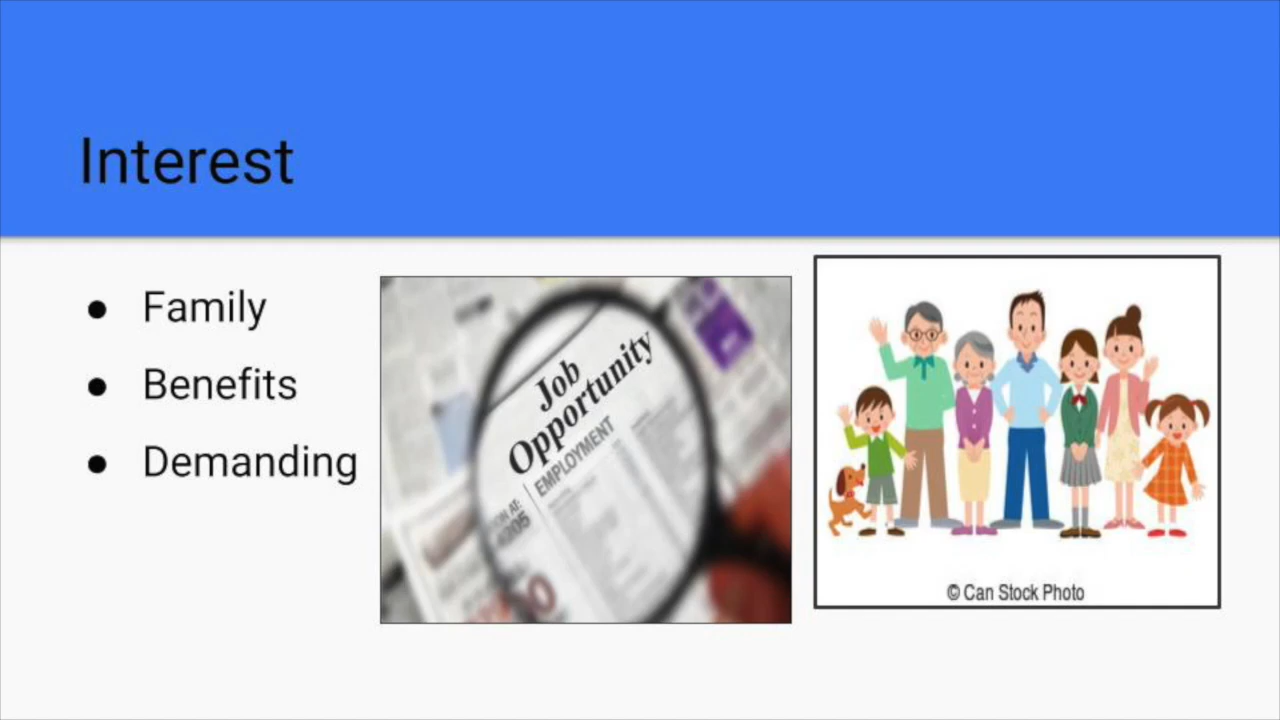 Interest
● Family
● Benefits
● Demanding
Job
Opportunity
EMPLOYMENT
© Can Stock Photo